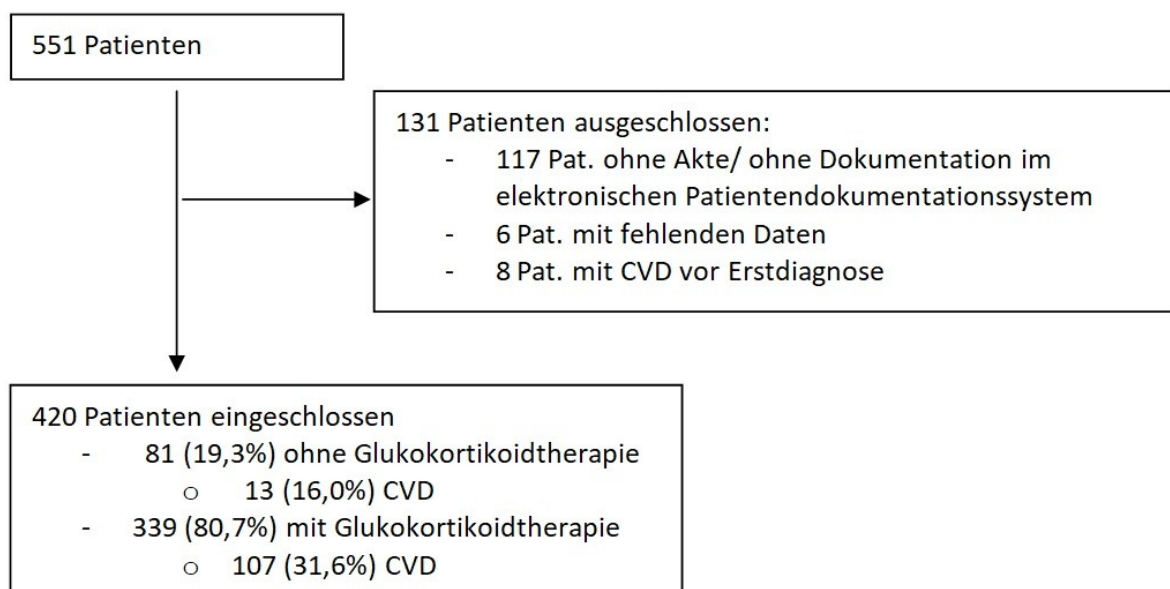 551 Patienten
131 Patienten ausgeschlossen:
- 117 Pat. ohne Akte/ ohne Dokumentation im
elektronischen Patientendokumentationssystem
- 6 Pat. mit fehlenden Daten
- 8 Pat. mit CVD vor Erstdiagnose
420 Patienten eingeschlossen
- 81 (19,3%) ohne Glukokortikoidtherapie
o 13 (16,0%) CVD
- 339 (80,7%) mit Glukokortikoidtherapie
o 107 (31,6%) CVD